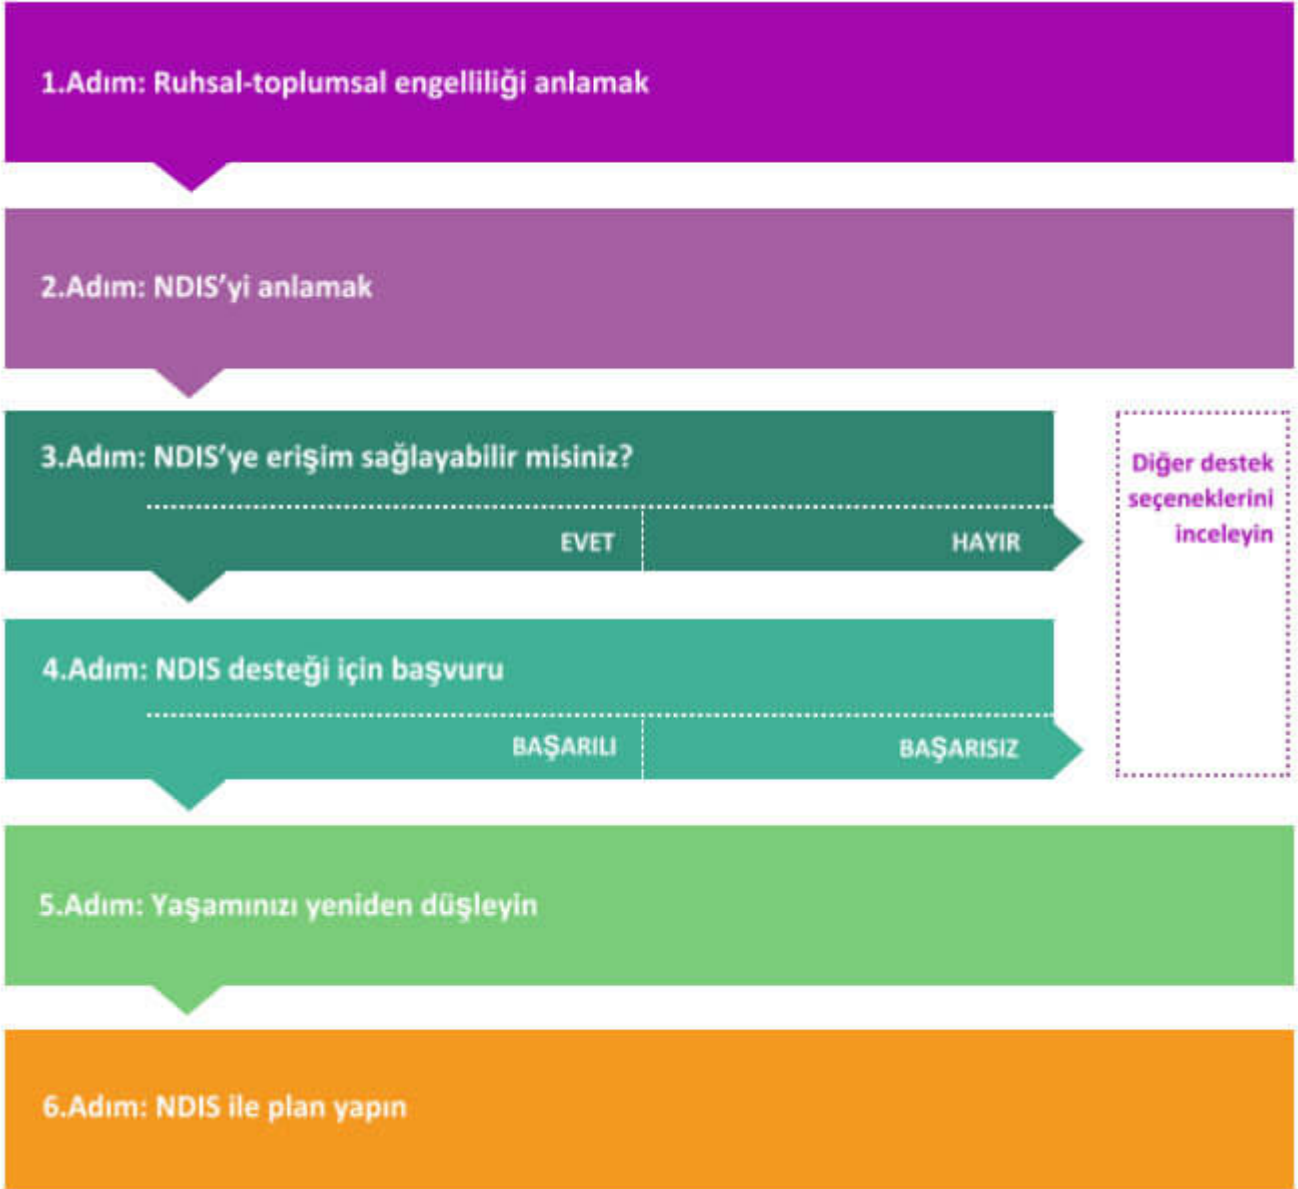 1.Adım: Ruhsal-toplumsal engelliliği anlamak
2.Adım: NDIS’yi anlamak
3.Adım: NDIS’ye erişim sağlayabilir misiniz?
EVET
HAYIR
Diğer destek
seçeneklerini
inceleyin
4.Adım: NDIS desteği için başvuru
BAŞARILI
BAŞARISIZ
5.Adım: Yaşamınızı yeniden düşleyin
6.Adım: NDIS ile plan yapın